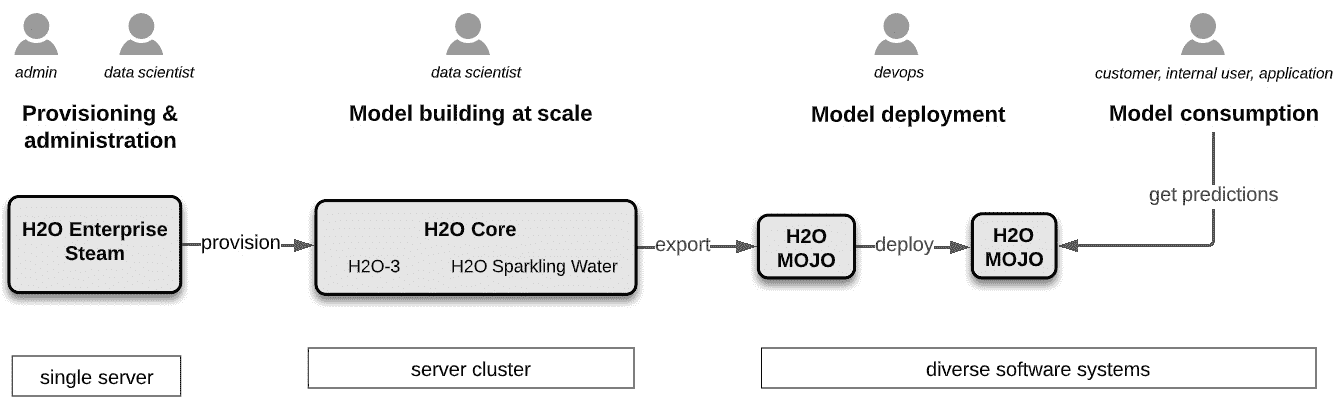 admin
data scientist
data scientist
devops
customer, internal user, application
Provisioning &
administration
Model building at scale
Model deployment
Model consumption
get predictions
H2O Enterprise
Steam
provision
H2O Core
H2O-3
H2O Sparkling Water
export
H2O
MOJO
deploy
H2O
MOJO
single server
server cluster
diverse software systems